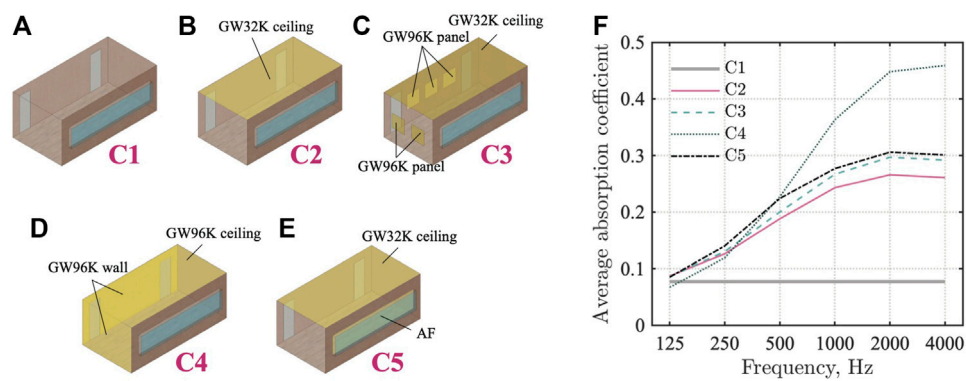 A
GW32K ceiling
B
GW96K panel
GW32K ceiling
C
C1
C2
GW96K panel
C3
D
GW96K ceiling
GW96K wall
C4
E
GW32K ceiling
AF
C5
F
Average absorption coefficient
0.5
0.4
0.3
0.2
0.1
0
C1
C2
C3
C4
C5
125 250 500 1000 2000 4000
Frequency, Hz